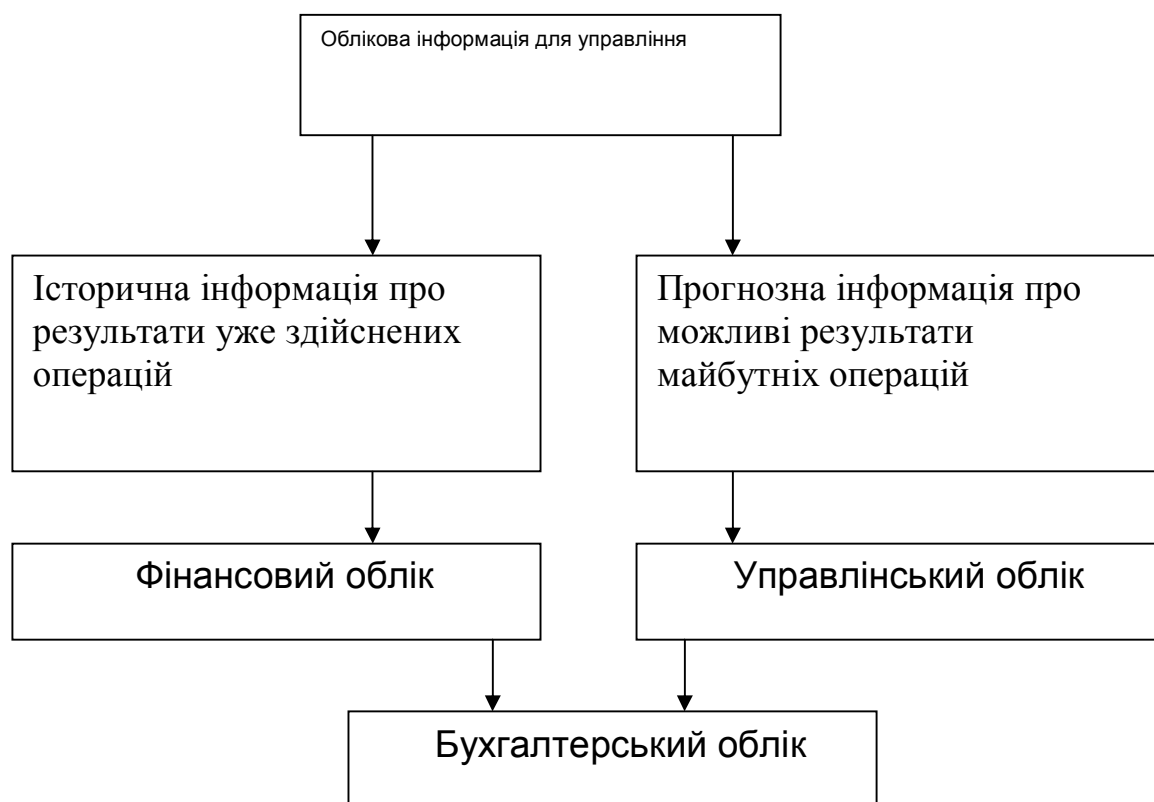 Облікова інформація для управління
Історична інформація про
результати уже здійснених
операцій
Прогнозна інформація про
можливі результати
майбутніх операцій
Фінансовий облік
Управлінський облік
Бухгалтерський облік